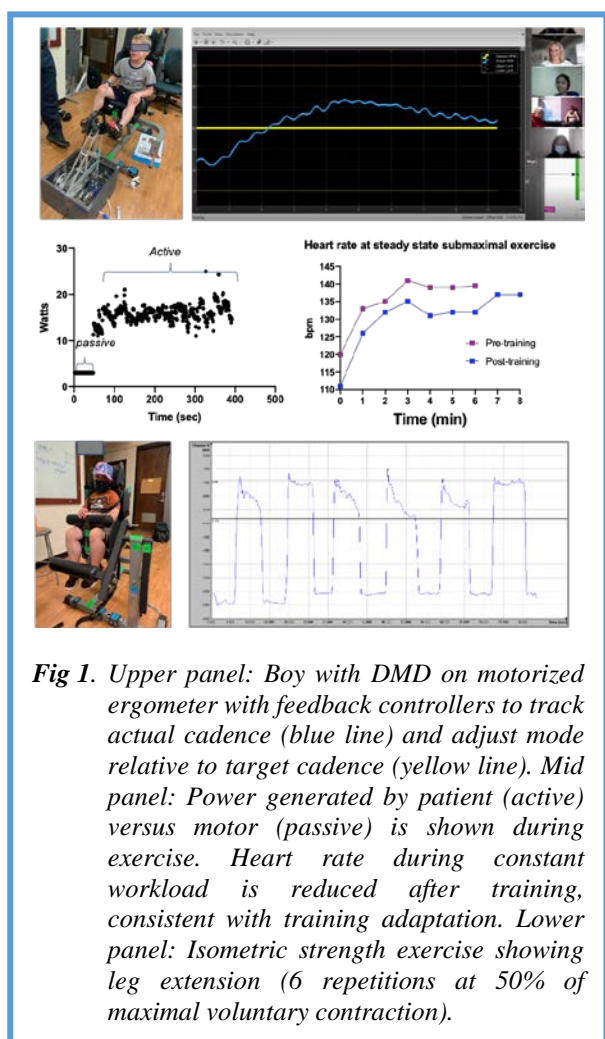 30
Active
20
Watts
10
passive
0
0 100 200 300 400 500
Time (sec)
Heart rate at steady state submaximal exercise
145
140
135
130
bpm
125
120
115
110
Pre-training
Post-training
0 1 2 3 4 5 6 7 8
Time (min)
Fig 1. Upper panel: Boy with DMD on motorized
ergometer with feedback controllers to track
actual cadence (blue line) and adjust mode
relative to target cadence (yellow line). Mid
panel: Power generated by patient (active)
versus motor (passive) is shown during
exercise. Heart rate during constant
workload is reduced after training,
consistent with training adaptation. Lower
panel: Isometric strength exercise showing
leg extension (6 repetitions at 50% of
maximal voluntary contraction).